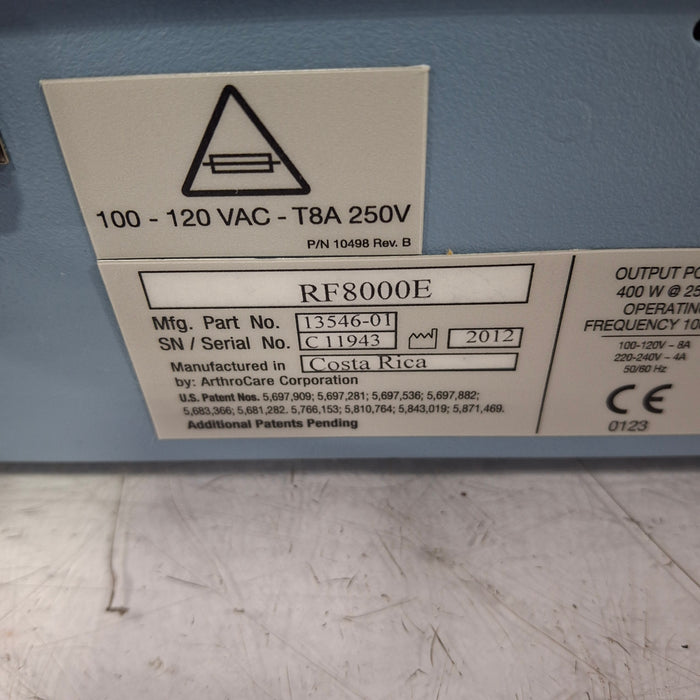 100 - 120 VAC - T8A 250V
P/N 10498 Rev. B
RF8000E
Mfg. Part No. 13546-01
SN / Serial No. C 11943 2012
Manufactured in Costa Rica
by: ArthroCare Corporation
U.S. Patent Nos. 5,697,909; 5,697,281; 5,697,536; 5,697,882;
5,683,366; 5,681,282. 5,766,153; 5,810,764; 5,843,019; 5,871,469.
Additional Patents Pending
OUTPUT
400 W @
OPERATING
FREQUENCY
100-120V ~ 8A
220-240V ~ 4A
50/60 Hz
CE
0123